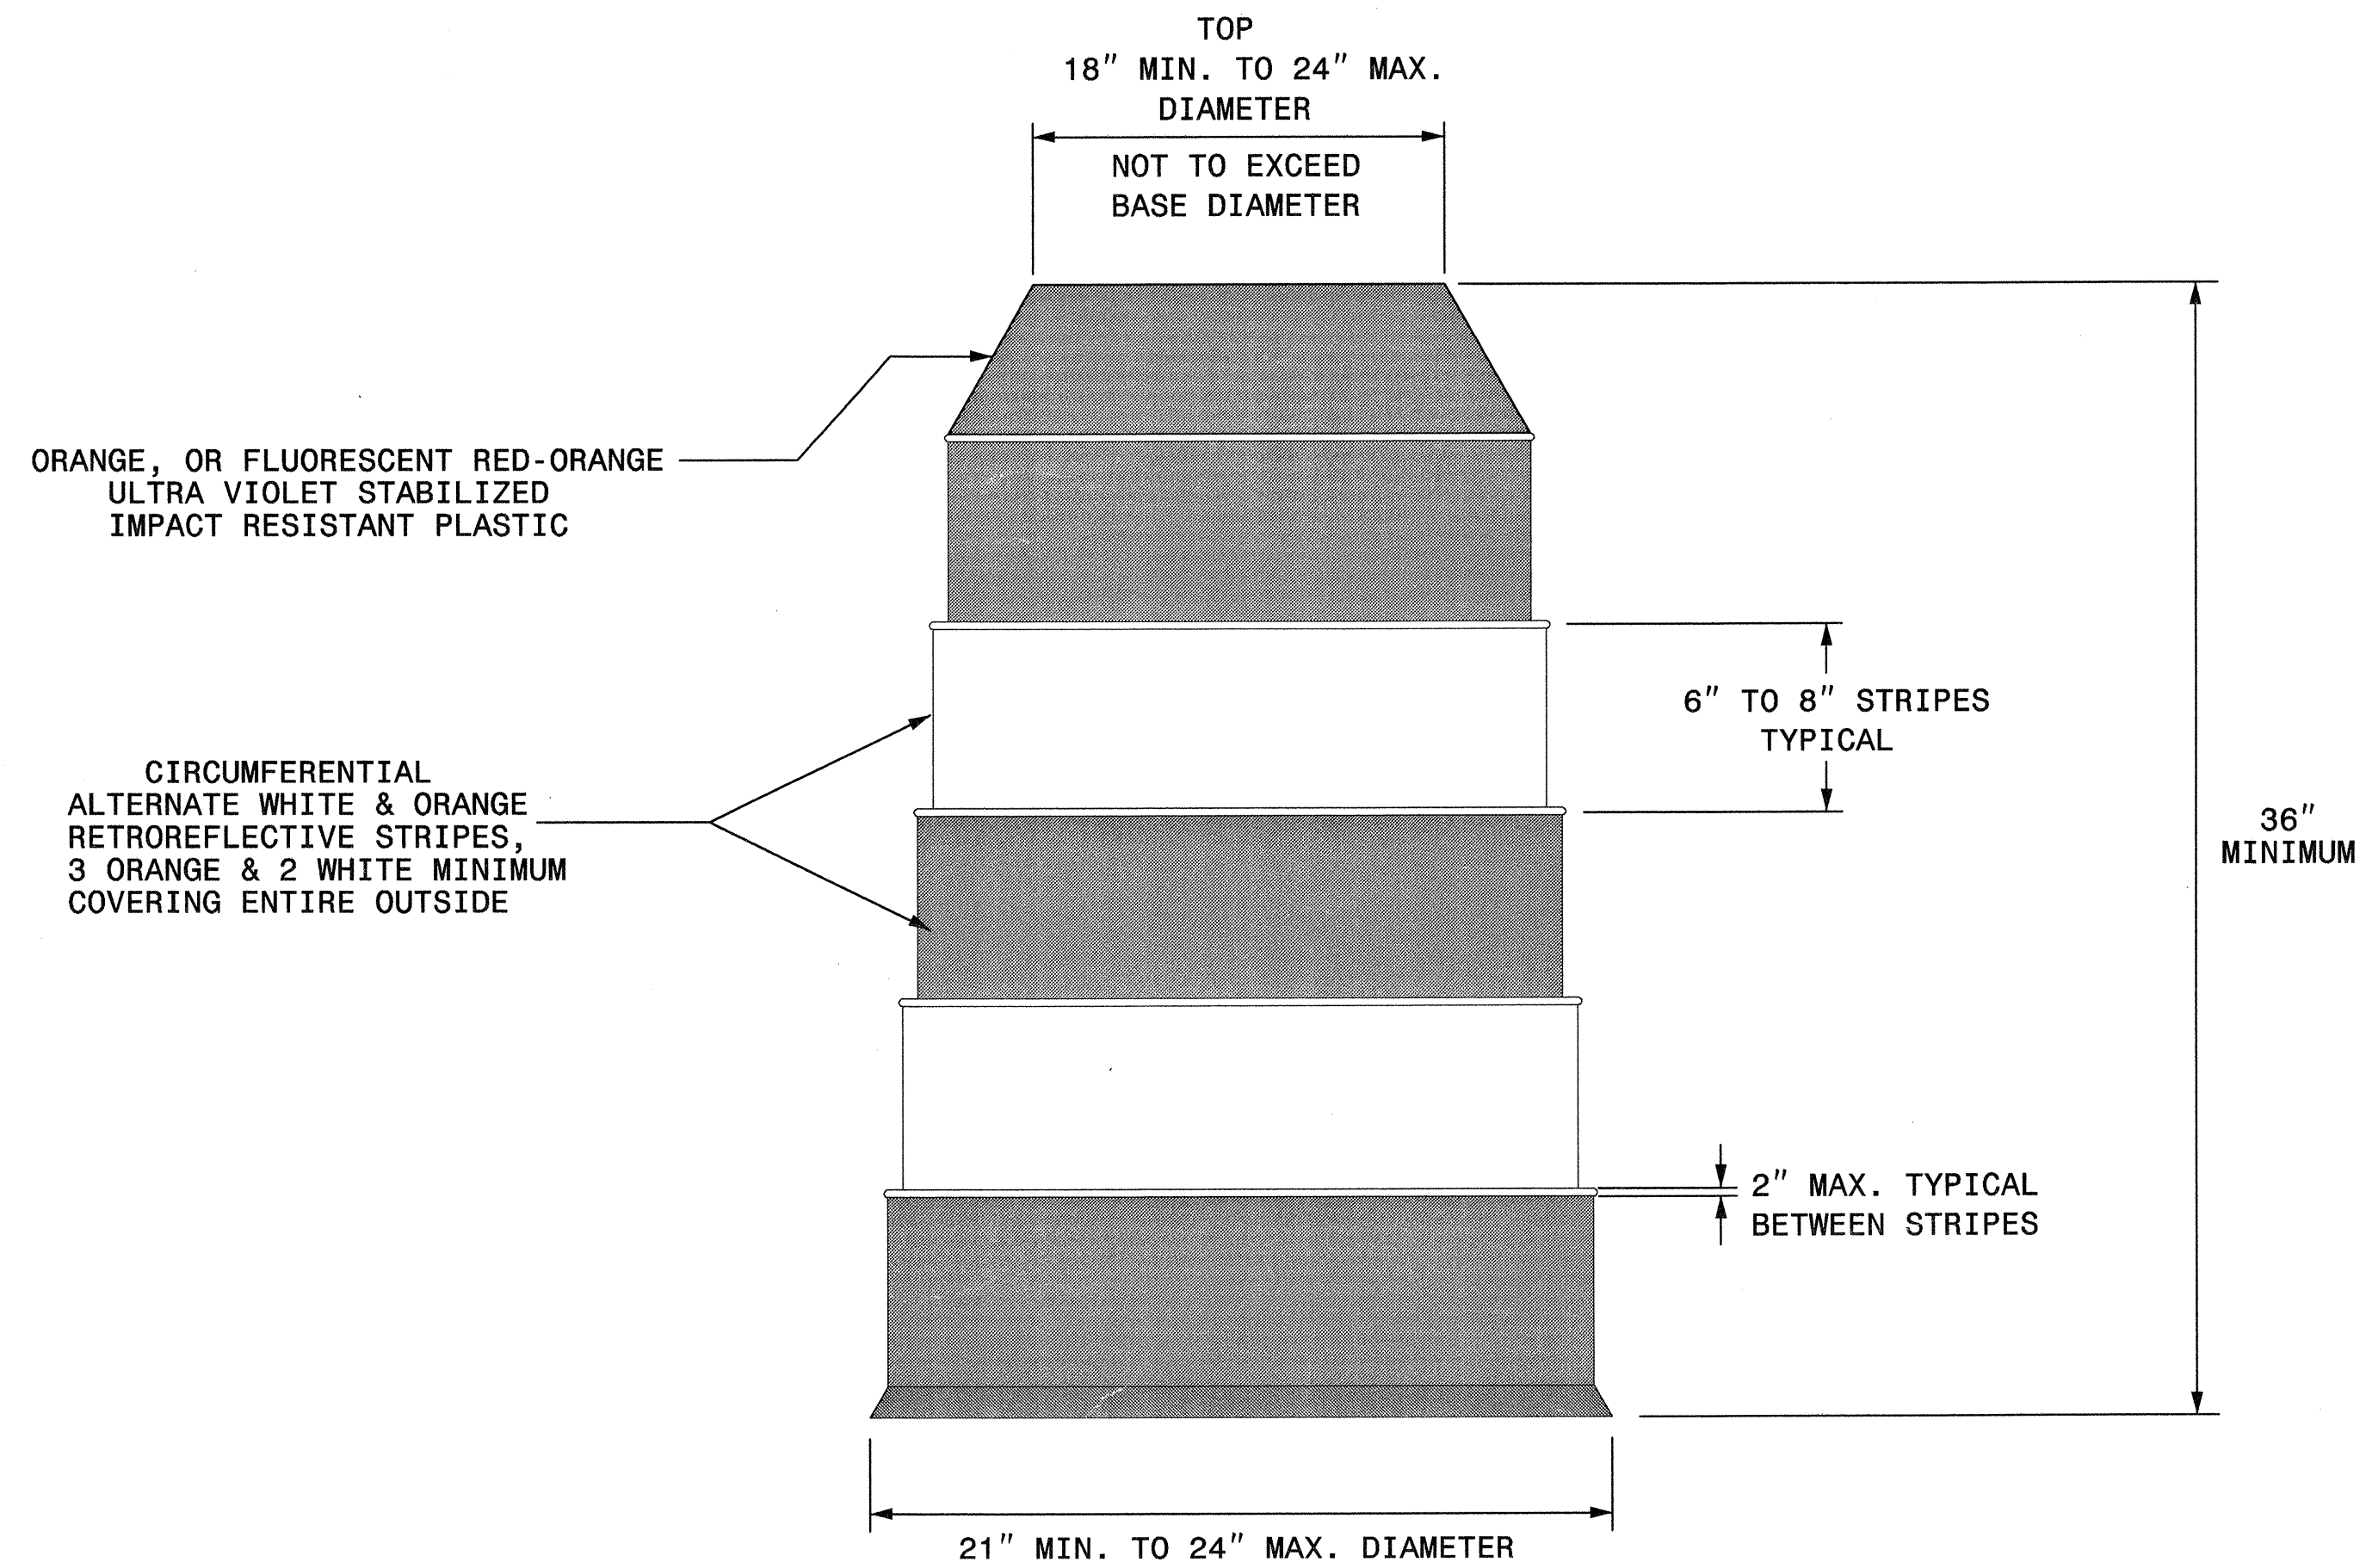 TOP
18" MIN. TO 24" MAX.
DIAMETER
NOT TO EXCEED
BASE DIAMETER
ORANGE, OR FLUORESCENT RED-ORANGE
ULTRA VIOLET STABILIZED
IMPACT RESISTANT PLASTIC
6" TO 8" STRIPES
TYPICAL
CIRCUMFERENTIAL
ALTERNATE WHITE & ORANGE
RETROREFLECTIVE STRIPES,
3 ORANGE & 2 WHITE MINIMUM
COVERING ENTIRE OUTSIDE
36"
MINIMUM
2" MAX. TYPICAL
BETWEEN STRIPES
21" MIN. TO 24" MAX. DIAMETER